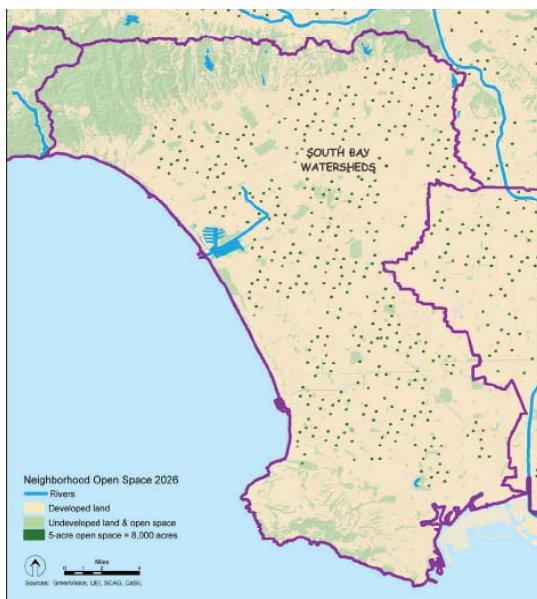 SOUTH BAY
WATERSHEDS
Neighborhood Open Space 2026
Rivers
Developed land
Undeveloped land & open space
5-acre open space = 8,000 acres
Miles
Sources: GreenVision, UEI, SCAG, CaSIL